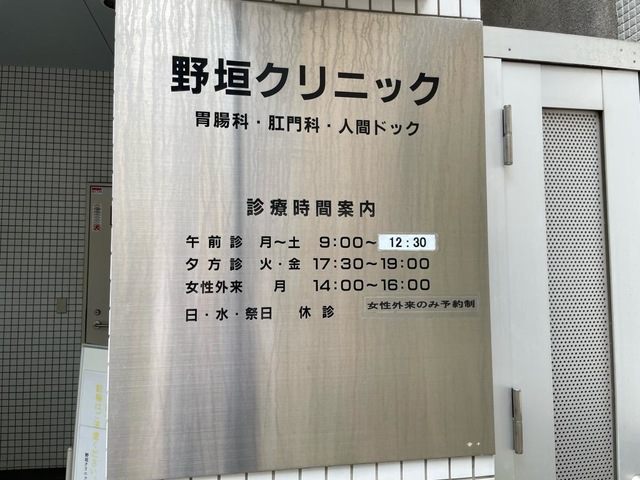 野垣クリニック
胃腸科・肛門科・人間ドック
診療時間案内
午前診 月〜土 9:00〜 12:30
夕方診 火・金 17:30〜19:00
女性外来 月 14:00〜16:00
日・水・祭日 休診 女性外来のみ予約制